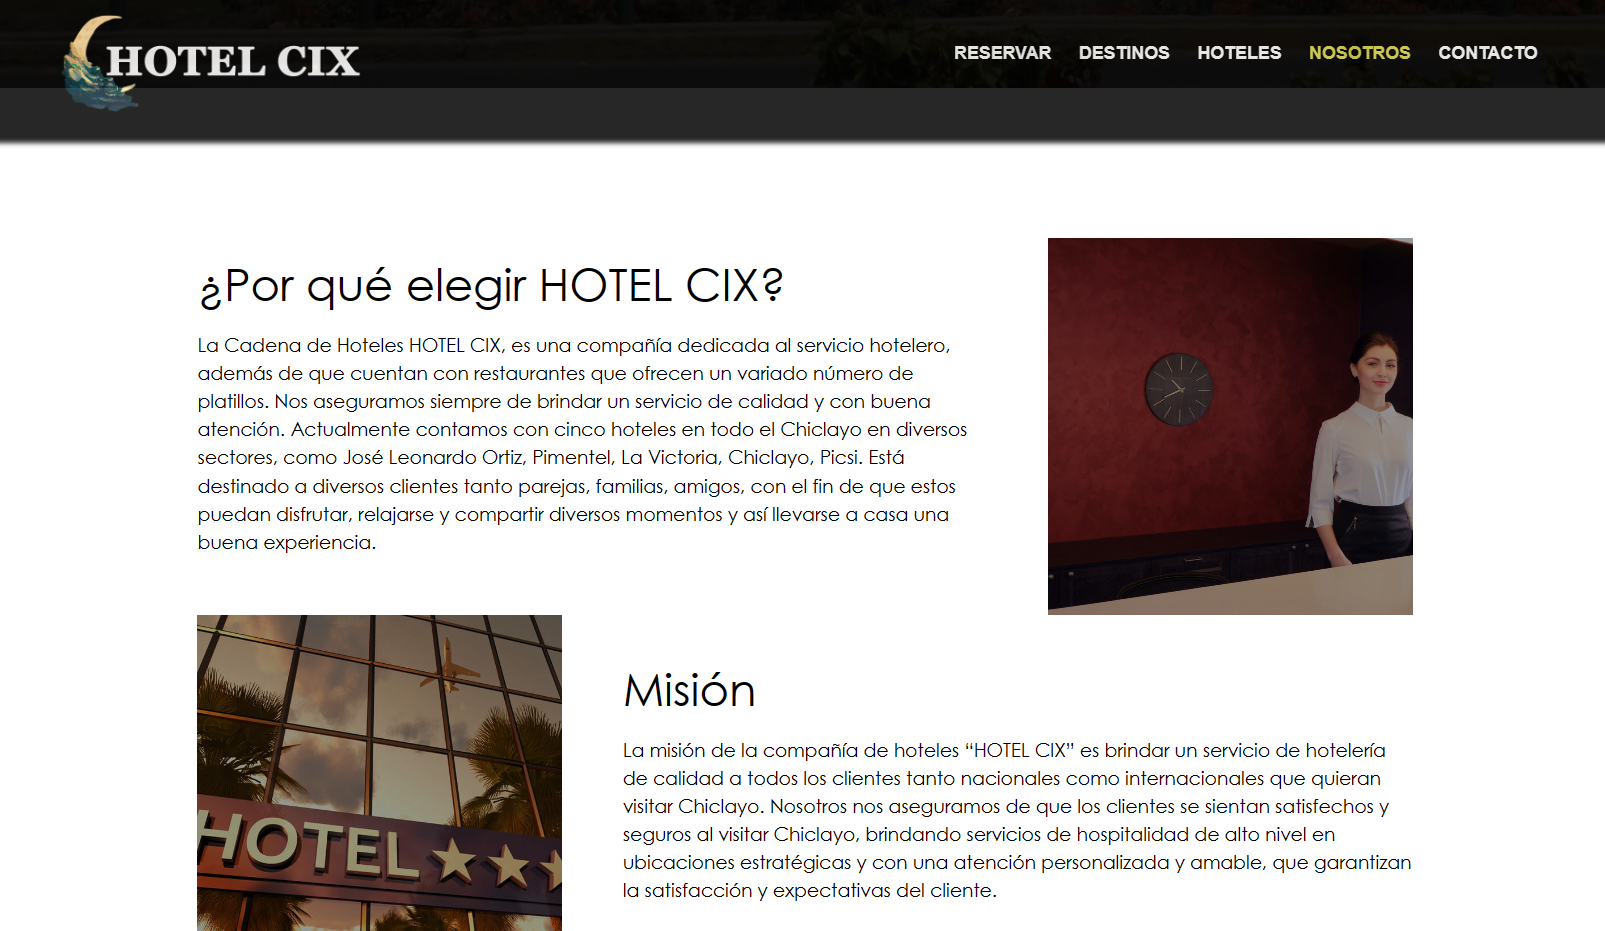 HOTEL CIX
RESERVAR DESTINOS HOTELES NOSOTROS CONTACTO
¿Por qué elegir HOTEL CIX?
La Cadena de Hoteles HOTEL CIX, es una compañía dedicada al servicio hotelero,
además de que cuentan con restaurantes que ofrecen un variado número de
platillos. Nos aseguramos siempre de brindar un servicio de calidad y con buena
atención. Actualmente contamos con cinco hoteles en todo el Chiclayo en diversos
sectores, como José Leonardo Ortiz, Pimentel, La Victoria, Chiclayo, Picsi. Está
destinado a diversos clientes tanto parejas, familias, amigos, con el fin de que estos
puedan disfrutar, relajarse y compartir diversos momentos y así llevarse a casa una
buena experiencia.
HOTEL
Misión
La misión de la compañía de hoteles “HOTEL CIX” es brindar un servicio de hotelería
de calidad a todos los clientes tanto nacionales como internacionales que quieran
visitar Chiclayo. Nosotros nos aseguramos de que los clientes se sientan satisfechos y
seguros al visitar Chiclayo, brindando servicios de hospitalidad de alto nivel en
ubicaciones estratégicas y con una atención personalizada y amable, que garantizan
la satisfacción y expectativas del cliente.